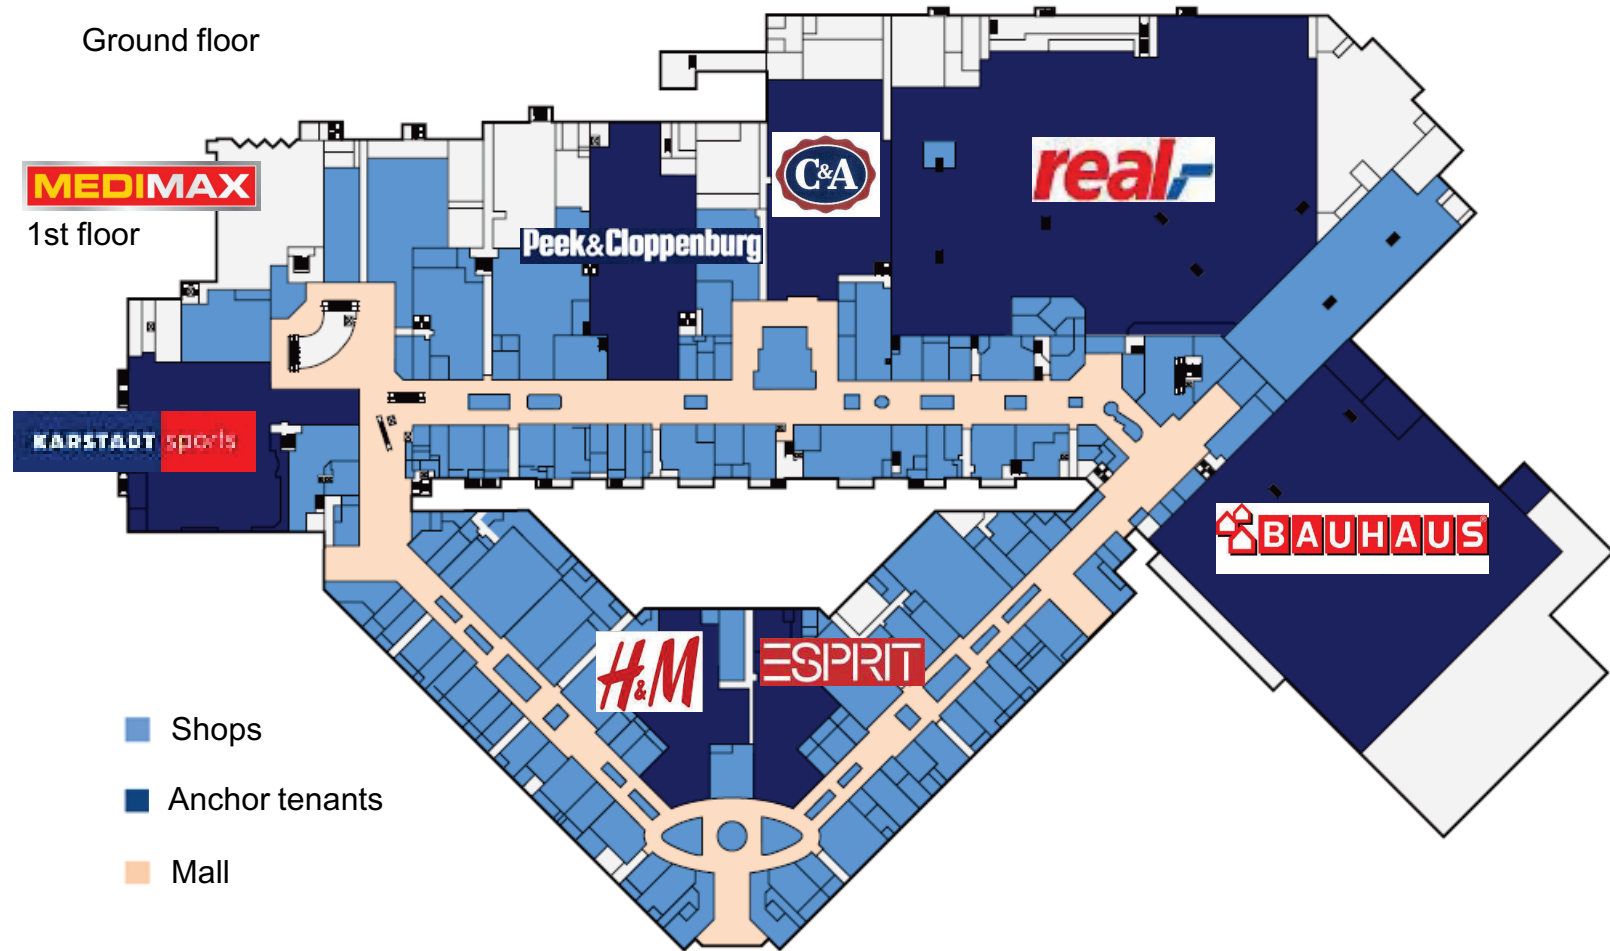 Ground floor
MEDIMAX
1st floor
C&A
real,-
Peek&Cloppenburg
KARSTADT sports
BAUHAUS
H&M
ESPRIT
Shops
Anchor tenants
Mall